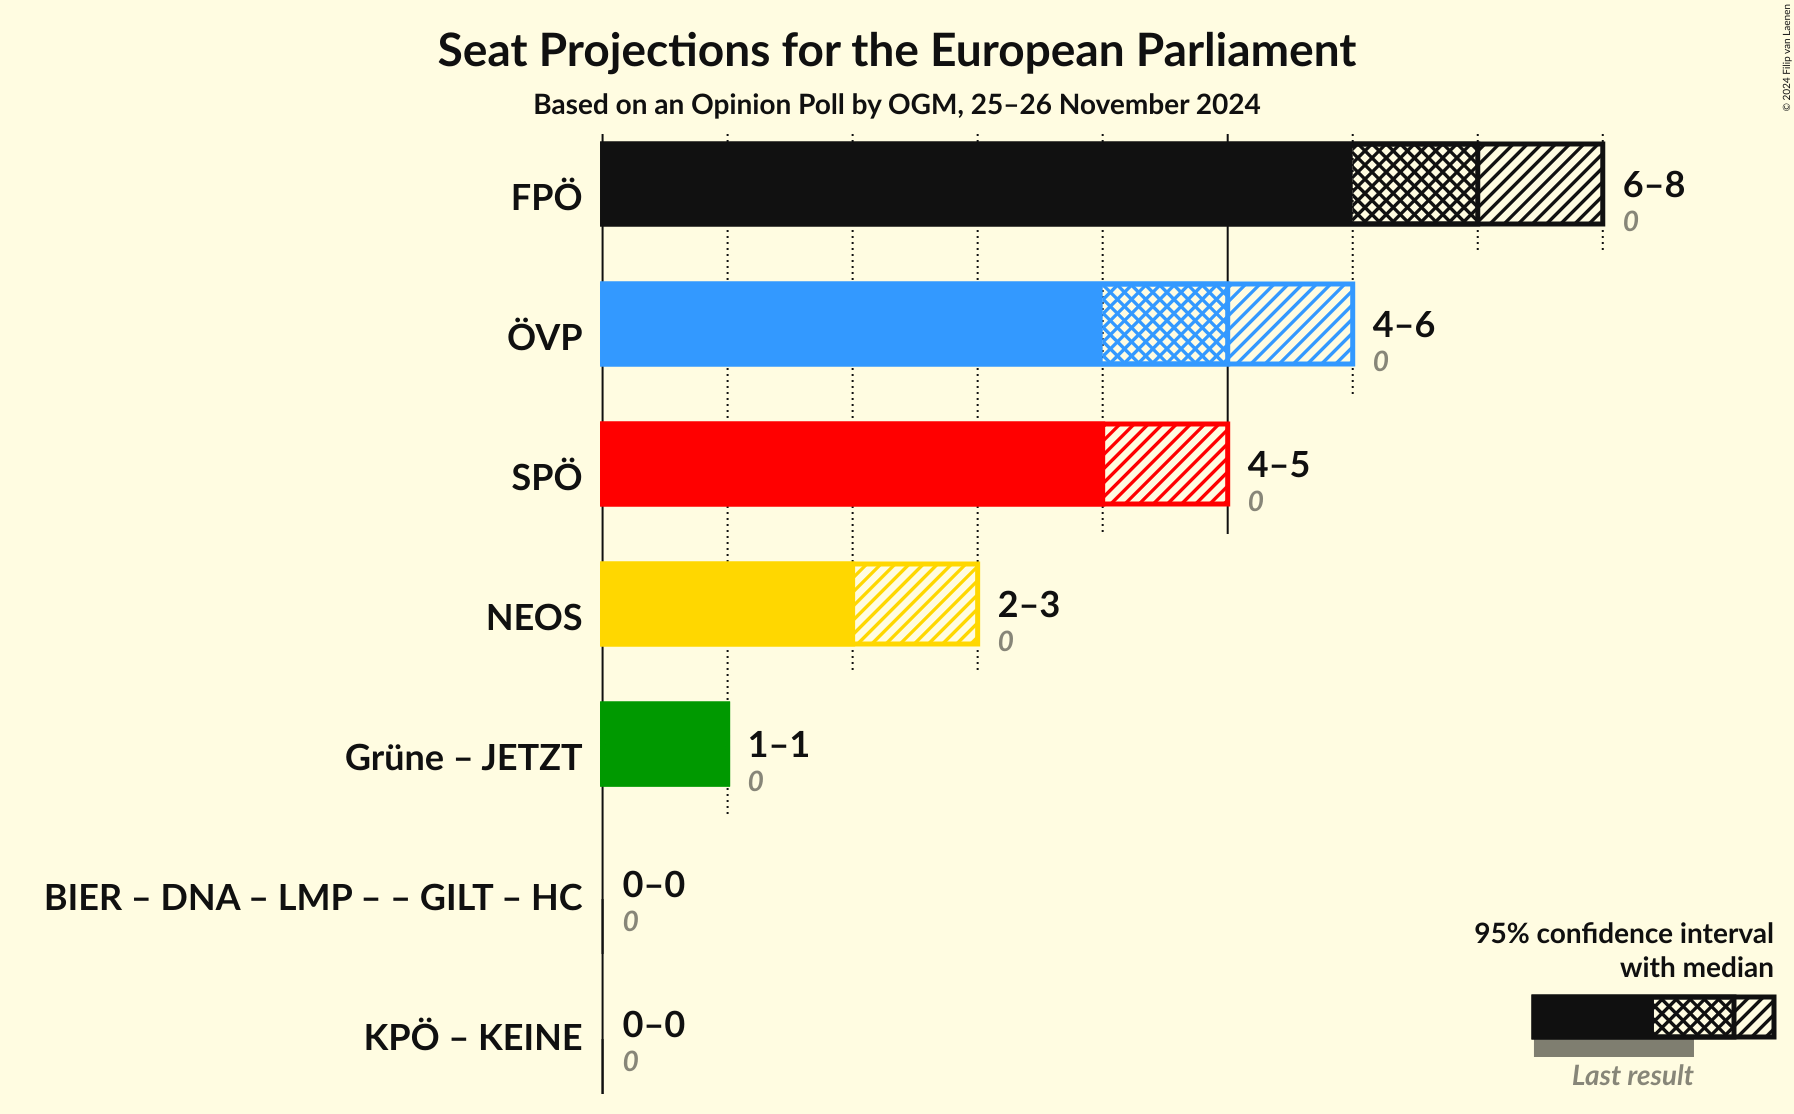 Seat Projections for the European Parliament
Based on an Opinion Poll by OGM, 25–26 November 2024
© 2024 Filip van Laenen
FPÖ
6–8
0
ÖVP
4–6
0
SPÖ
4–5
0
NEOS
2–3
0
Grüne – JETZT
1–1
0
BIER – DNA – LMP – – GILT – HC
0–0
0
KPÖ – KEINE
0–0
0
95% confidence interval
with median
Last result